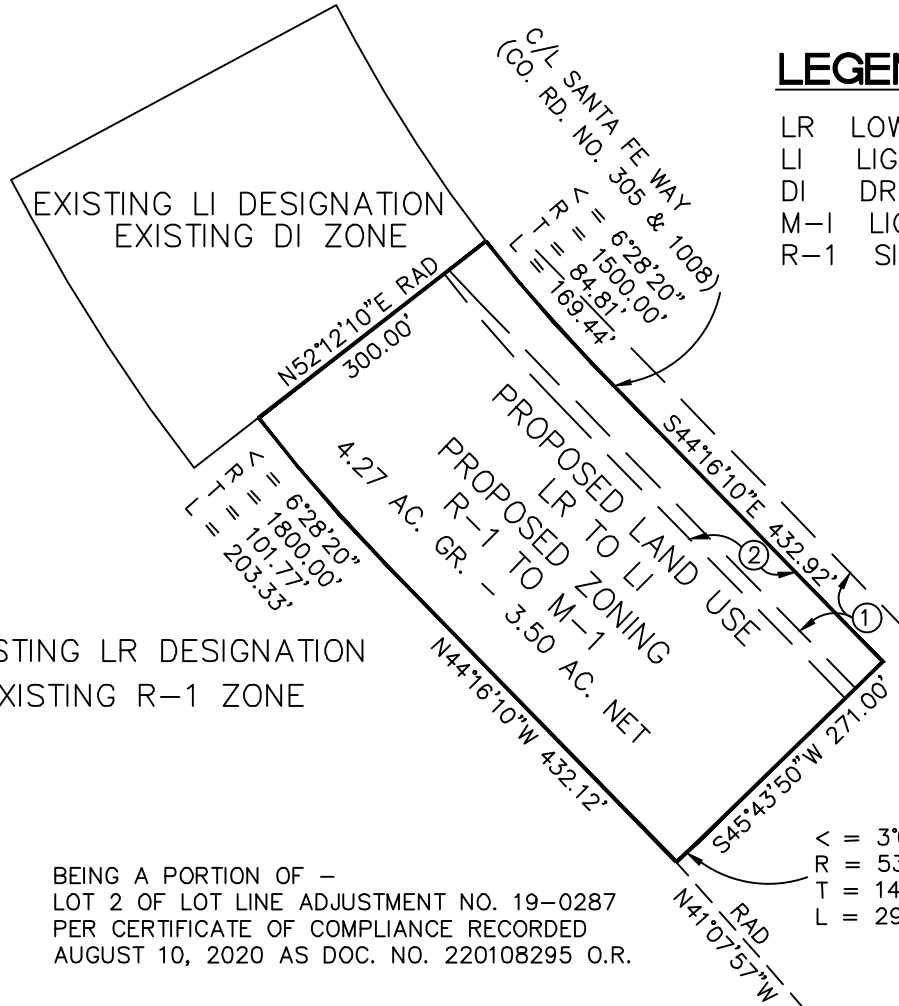 C/L SANTA FE WAY
(CO. RD. NO. 305 & 1008)
< = 6°28'20"
R = 1500.00'
T = 84.81'
L = 169.44'
LEGEN
LR LOW
LI LIG
DI DR
M-I LIG
R-1 SI
EXISTING LI DESIGNATION
EXISTING DI ZONE
N52°12'10"E RAD
300.00'
S44°16'10"E 432.92'
PROPOSED LAND USE
LR TO LI
PROPOSED ZONING
R-1 TO M-1
4.27 AC. GR. - 3.50 AC. NET
2
1
< = 6°28'20"
R = 1800.00'
T = 101.77'
L = 203.33'
STING LR DESIGNATION
XISTING R-1 ZONE
N44°16'10"W 432.12'
S45°43'50"W 271.00'
< = 3°
R = 53
T = 14
L = 29
RAD
N41°07'57"W
BEING A PORTION OF -
LOT 2 OF LOT LINE ADJUSTMENT NO. 19-0287
PER CERTIFICATE OF COMPLIANCE RECORDED
AUGUST 10, 2020 AS DOC. NO. 220108295 O.R.